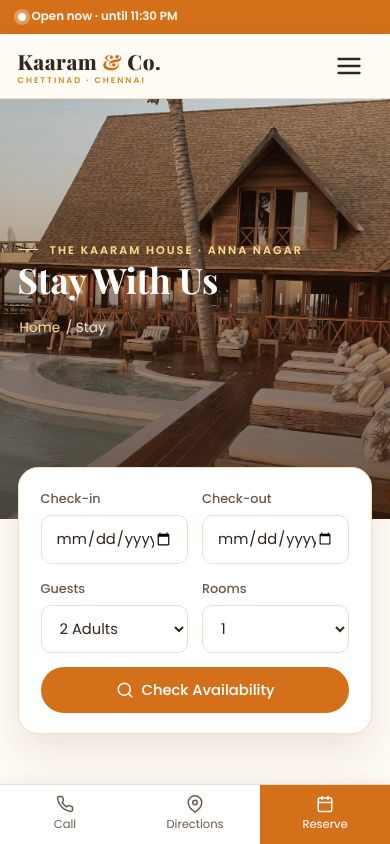 Open now · until 11:30 PM
Kaaram & Co.
CHETTINAD · CHENNAI
THE KAARAM HOUSE · ANNA NAGAR
Stay With Us
Home / Stay
Check-in Check-out
mm/dd/yyyy mm/dd/yyyy
Guests Rooms
2 Adults 1
Check Availability
Call Directions Reserve